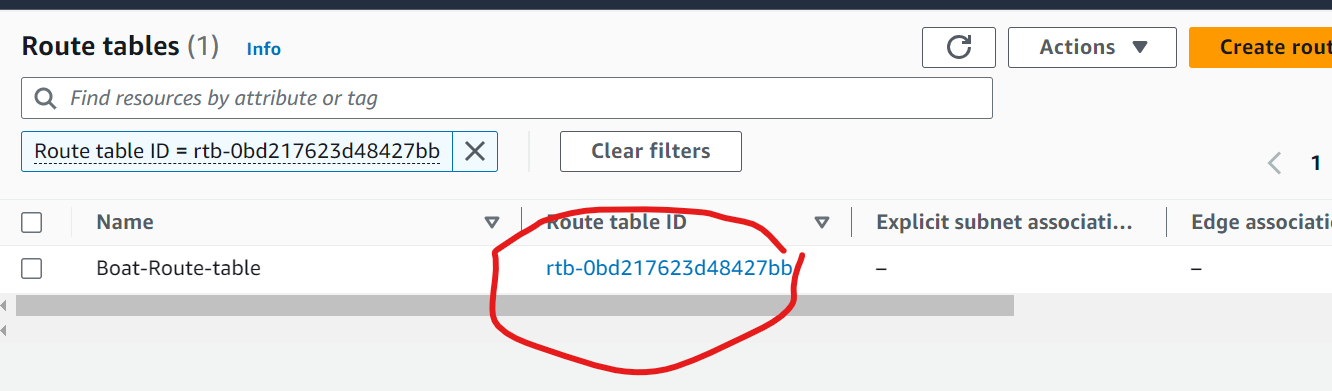 Route tables (1) Info
Actions
Create rout
Find resources by attribute or tag
Route table ID = rtb-0bd217623d48427bb
Clear filters
1
Name Route table ID Explicit subnet associati... Edge associati
Boat-Route-table rtb-0bd217623d48427bb – –